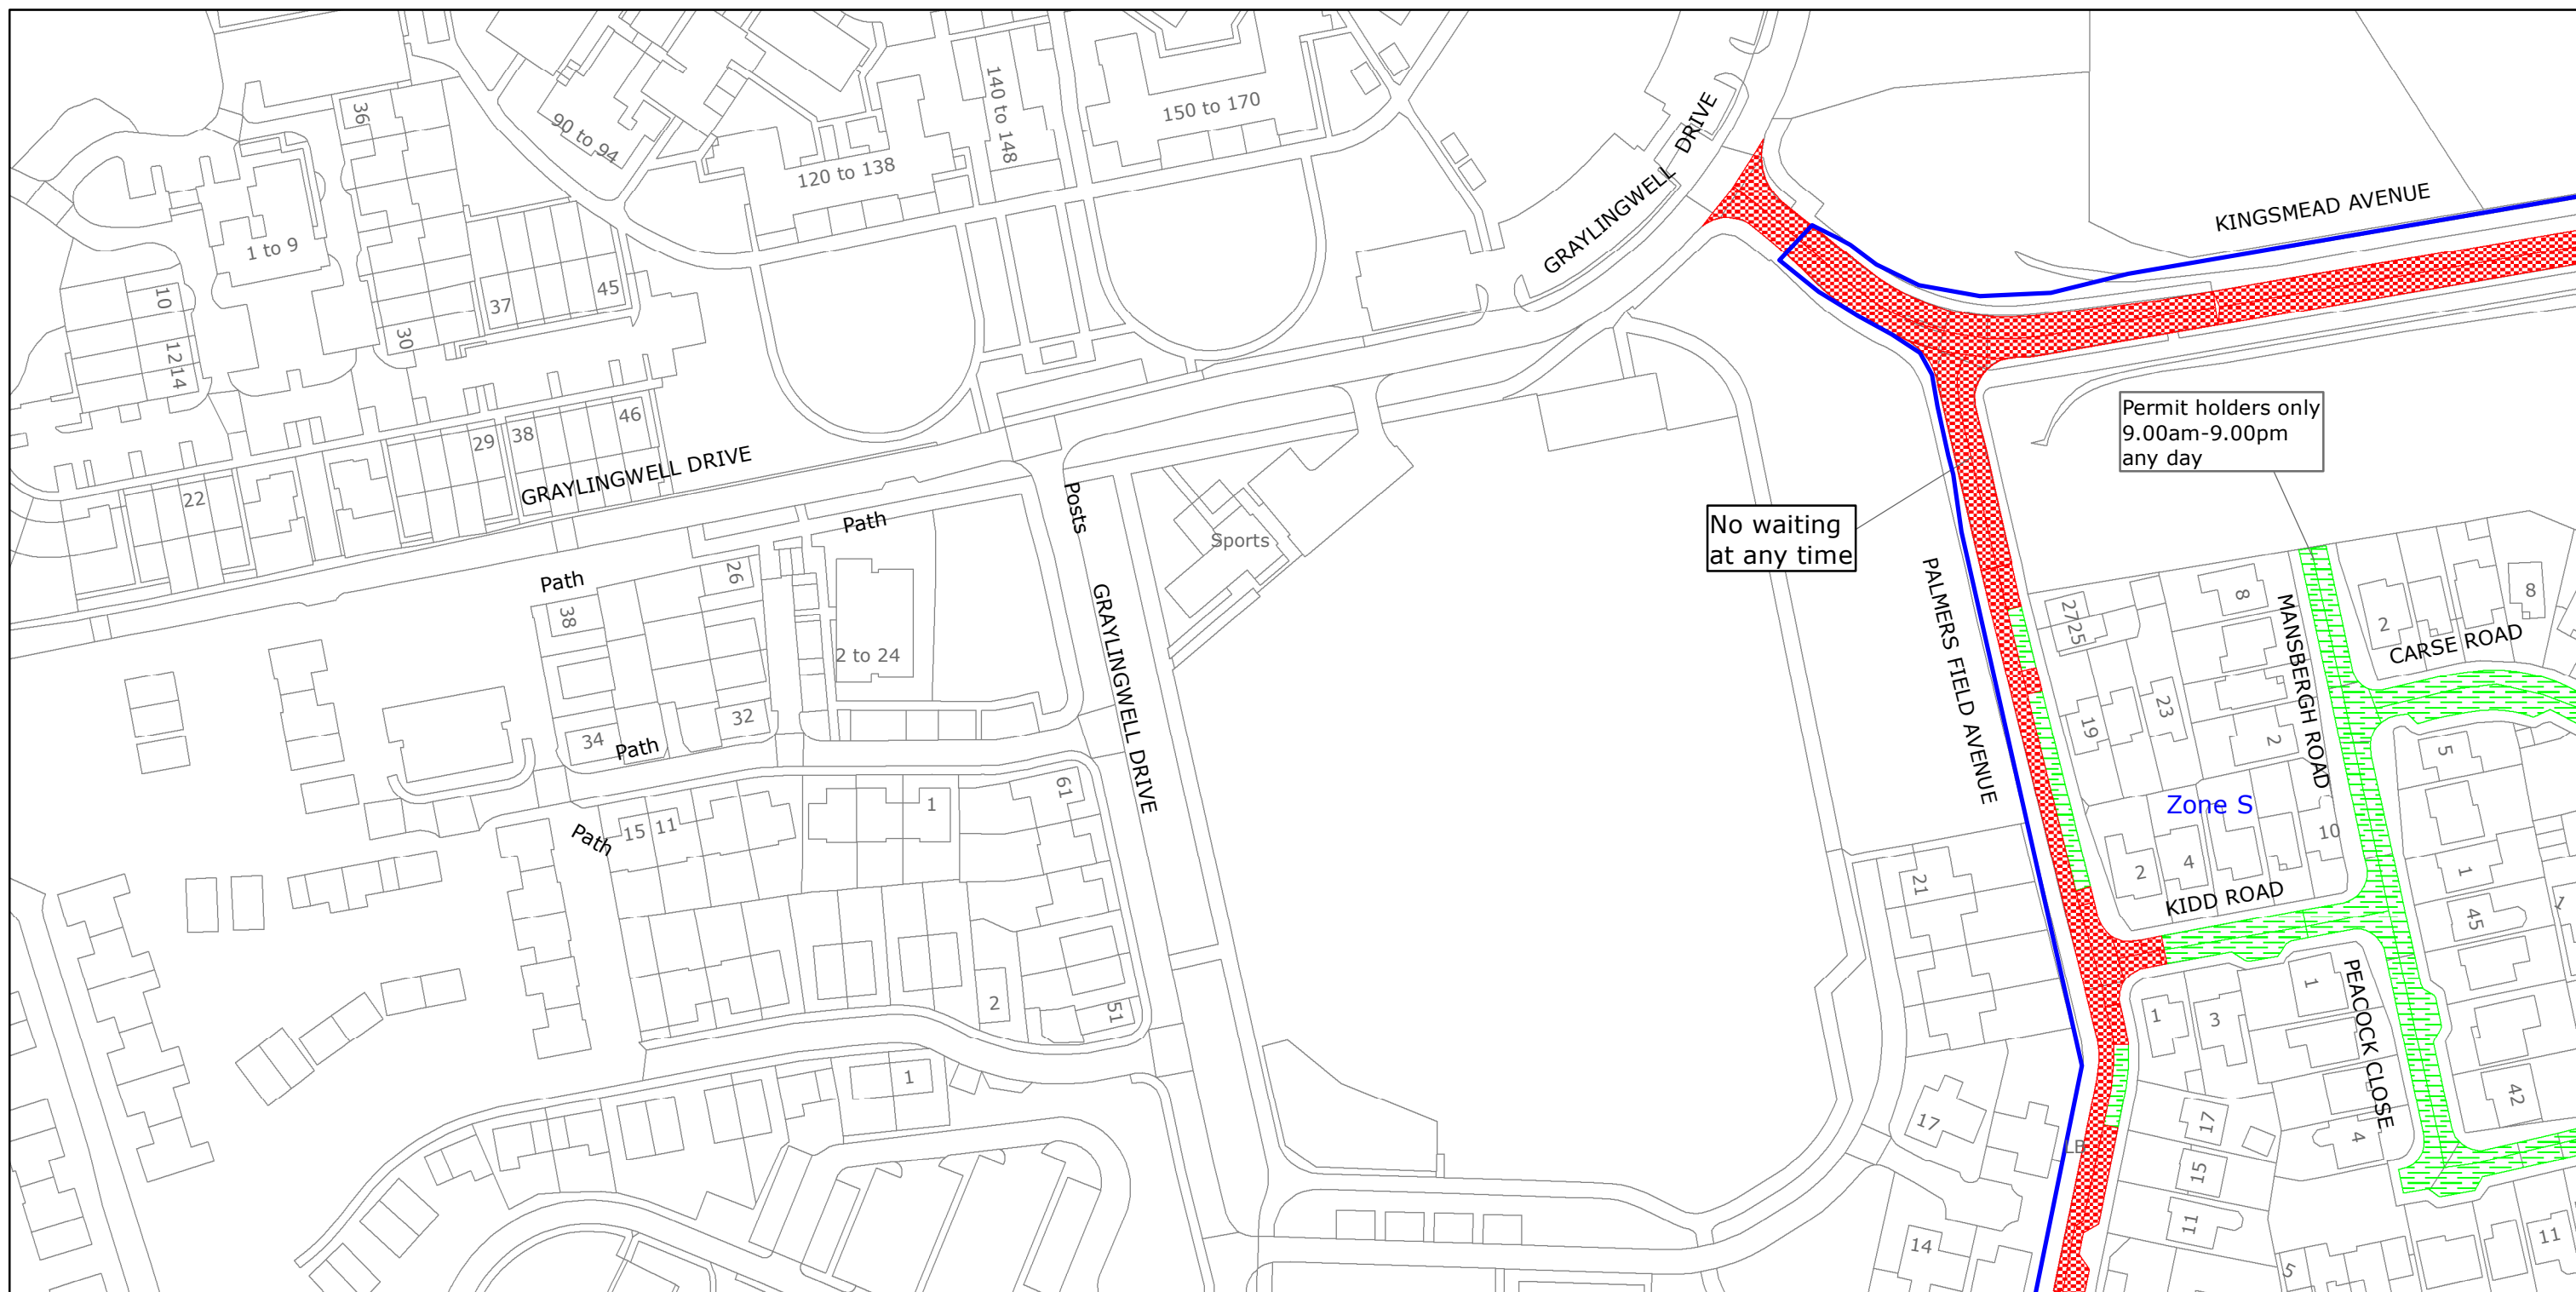 36
90 to 94
140 to 148
150 to 170
120 to 138
GRAYLINGWELL DRIVE
KINGSMEAD AVENUE
1 to 9
10
37
45
30
1214
46
29
38
22
GRAYLINGWELL DRIVE
Permit holders only
9.00am-9.00pm
any day
Posts
Path
Sports
No waiting
at any time
Path
26
38
2 to 24
32
34
Path
GRAYLINGWELL DRIVE
PALMERS FIELD AVENUE
2725
8
MANSBERGH ROAD
2
8
CARSE ROAD
19
23
2
5
Zone S
61
1
15
11
Path
10
2
4
KIDD ROAD
1
21
45
1
2
51
1
3
1
PEACOCK CLOSE
42
1
17
17
LB
4
15
11
14
5
11